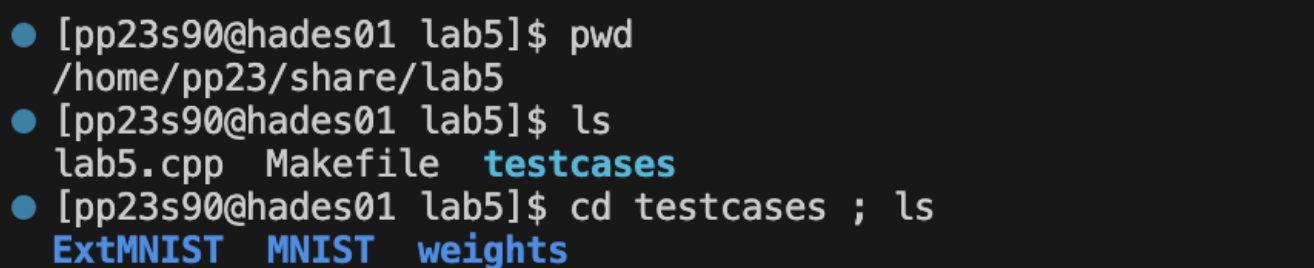 [pp23s90@hades01 lab5]$ pwd
/home/pp23/share/lab5
[pp23s90@hades01 lab5]$ ls
lab5.cpp  Makefile  testcases
[pp23s90@hades01 lab5]$ cd testcases ; ls
ExtMNIST  MNIST  weights